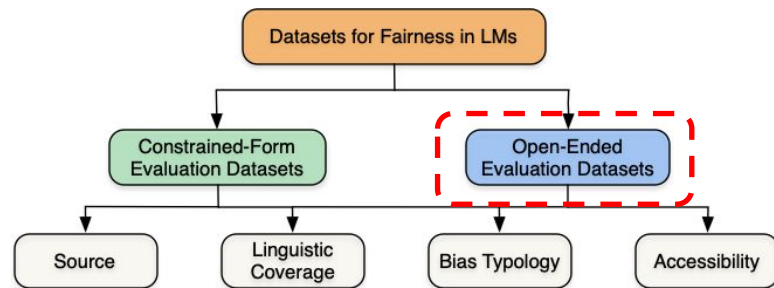 Datasets for Fairness in LMs
Constrained-Form
Evaluation Datasets
Open-Ended
Evaluation Datasets
Source
Linguistic
Coverage
Bias Typology
Accessibility